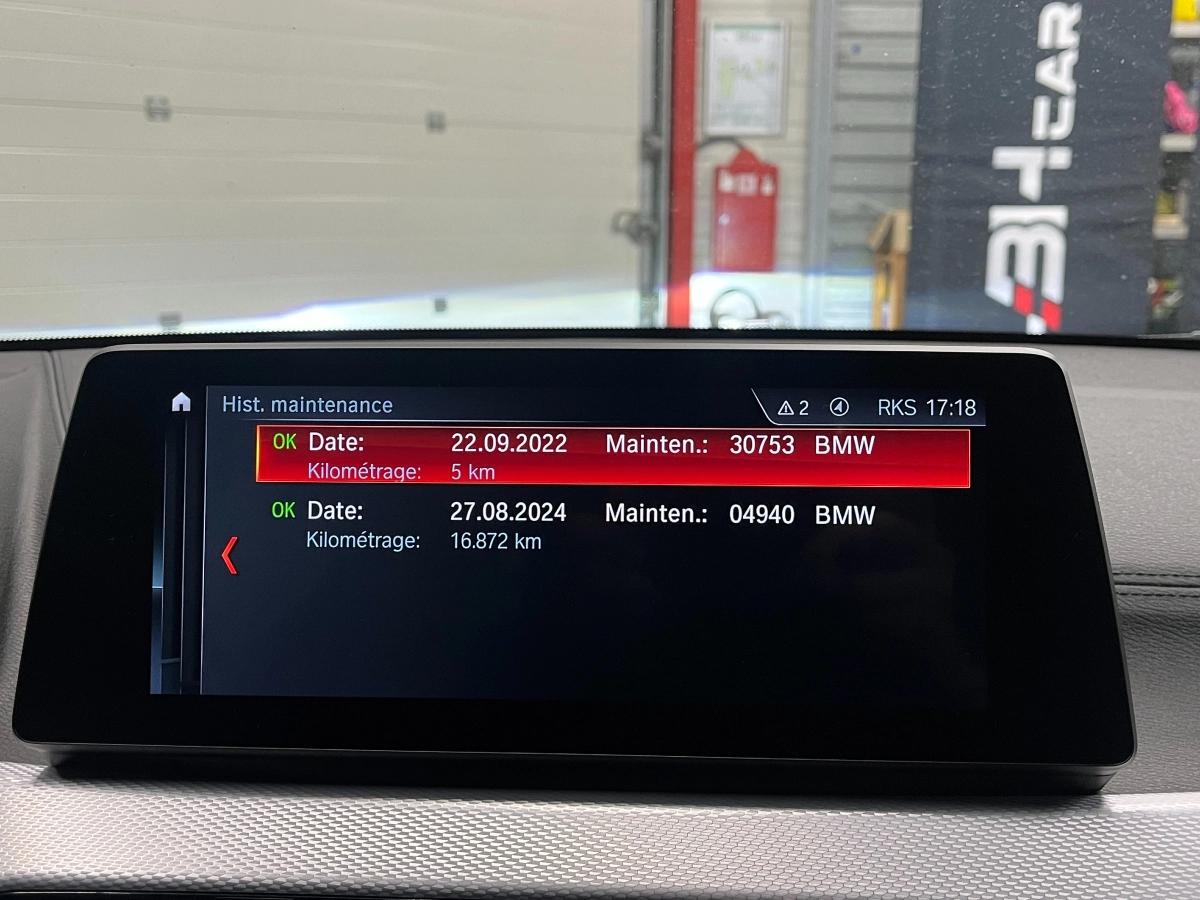 BHCAR
Hist. maintenance
2 RKS 17:18
OK Date: 22.09.2022 Mainten.: 30753 BMW
Kilométrage: 5 km
OK Date: 27.08.2024 Mainten.: 04940 BMW
Kilométrage: 16.872 km